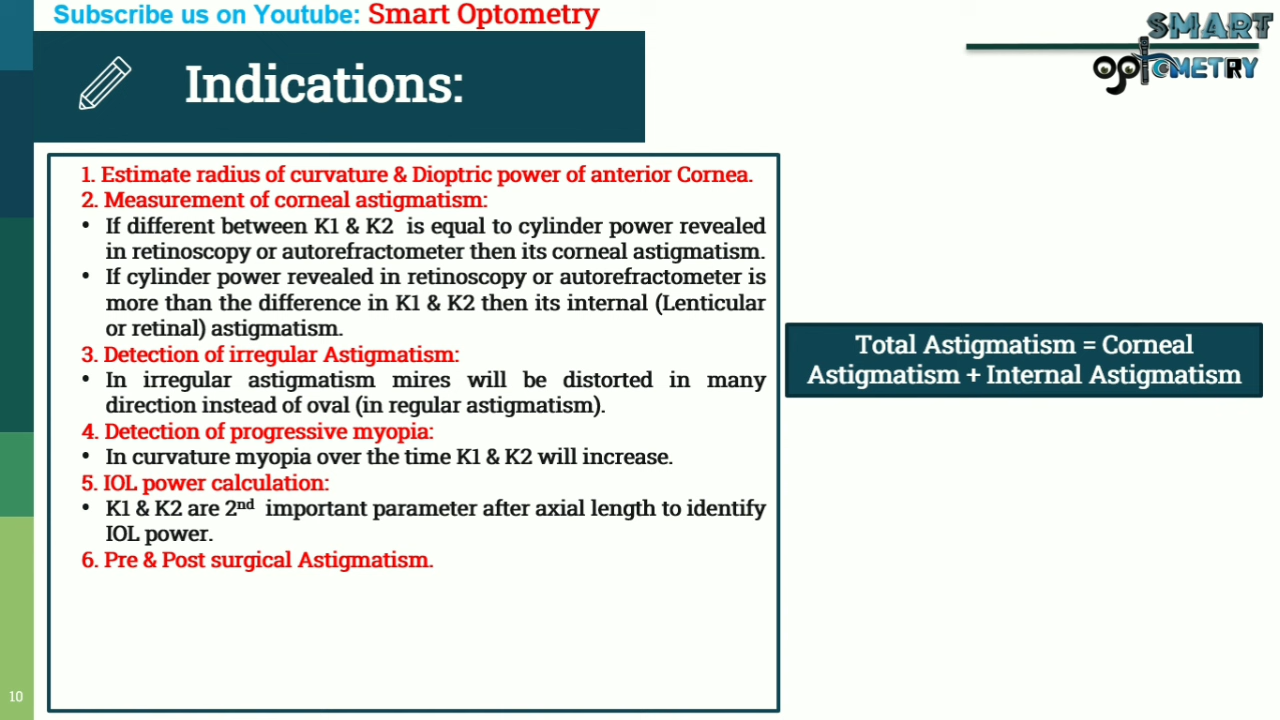 Subscribe us on Youtube: Smart Optometry
SMART
OPTOMETRY
Indications:
1. Estimate radius of curvature & Dioptric power of anterior Cornea.
2. Measurement of corneal astigmatism:
• If different between K1 & K2 is equal to cylinder power revealed
in retinoscopy or autorefractometer then its corneal astigmatism.
• If cylinder power revealed in retinoscopy or autorefractometer is
more than the difference in K1 & K2 then its internal (Lenticular
or retinal) astigmatism.
3. Detection of irregular Astigmatism:
• In irregular astigmatism mires will be distorted in many
direction instead of oval (in regular astigmatism).
4. Detection of progressive myopia:
• In curvature myopia over the time K1 & K2 will increase.
5. IOL power calculation:
• K1 & K2 are 2nd important parameter after axial length to identify
IOL power.
6. Pre & Post surgical Astigmatism.
Total Astigmatism = Corneal
Astigmatism + Internal Astigmatism
10